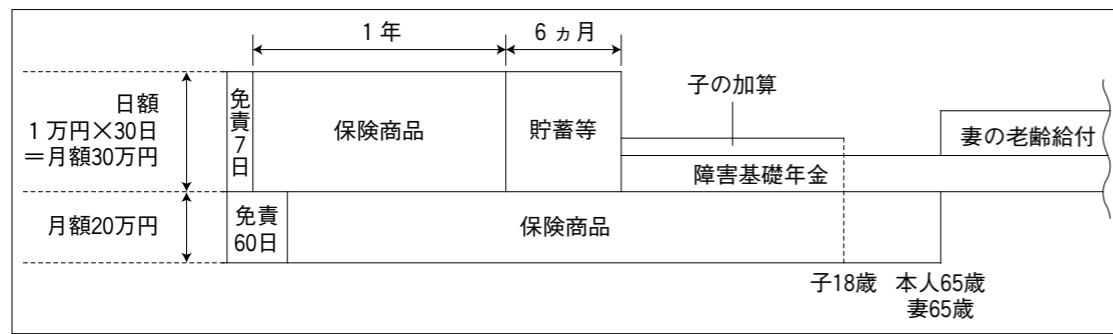 1年
6ヵ月
日額
1万円×30日
=月額30万円
免責7日
保険商品
貯蓄等
子の加算
妻の老齢給付
障害基礎年金
月額20万円
免責
60日
保険商品
子18歳
本人65歳
妻65歳